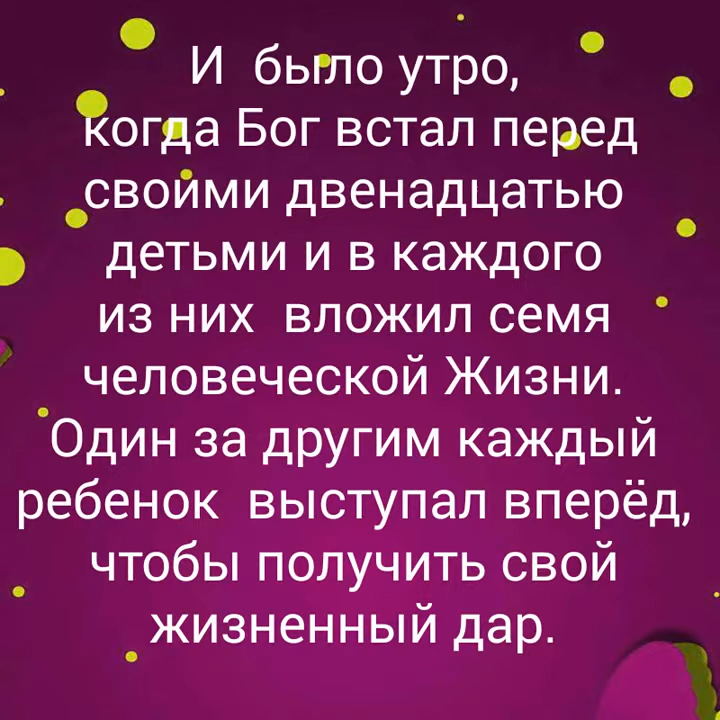 И было утро,
когда Бог встал перед
своими двенадцатью
детьми и в каждого
из них вложил семя
человеческой Жизни.
Один за другим каждый
ребенок выступал вперёд,
чтобы получить свой
жизненный дар.